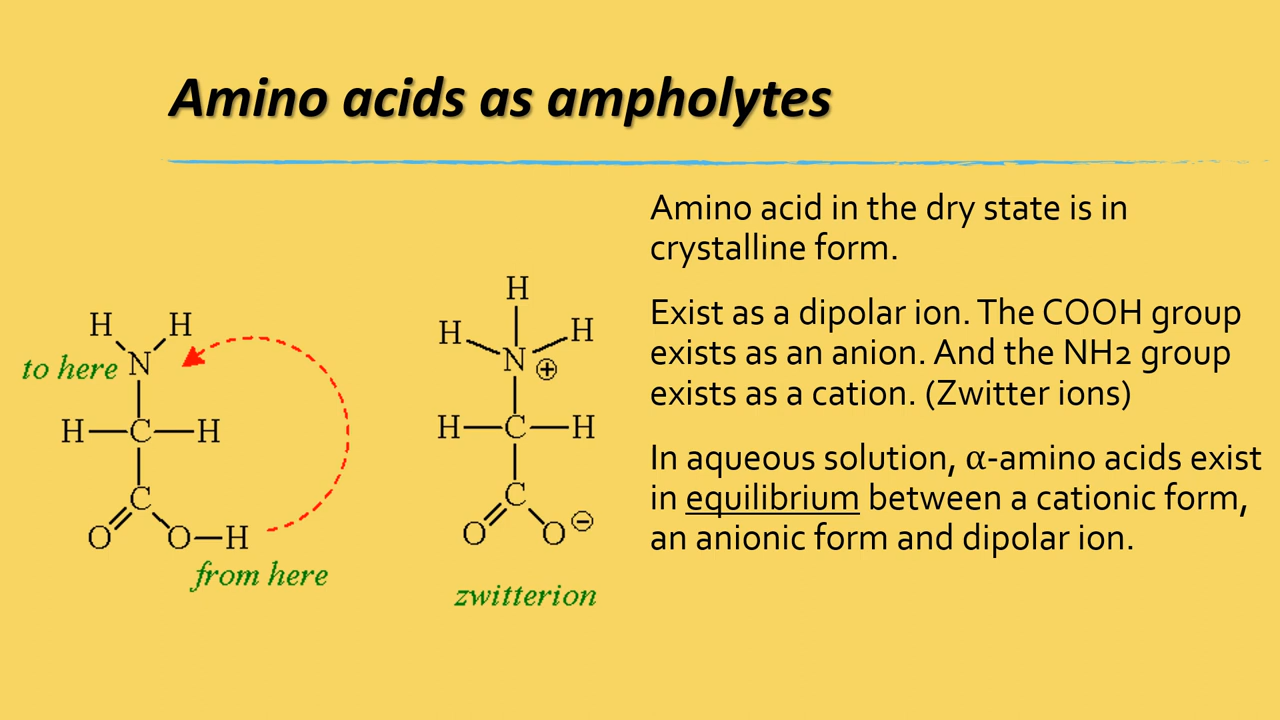 Amino acids as ampholytes
Amino acid in the dry state is in
crystalline form.
Exist as a dipolar ion. The COOH group
exists as an anion. And the NH2 group
exists as a cation. (Zwitter ions)
In aqueous solution, α-amino acids exist
in equilibrium between a cationic form,
an anionic form and dipolar ion.
H H
to here N
H C H
C
O O H
from here
H
H H
N ⊕
H C H
C
O O ⊖
zwitterion